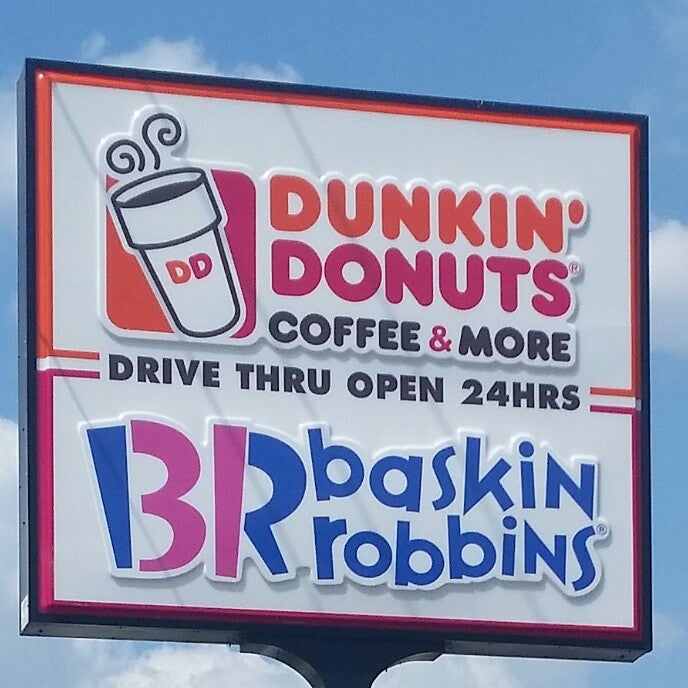 DD
DUNKIN'
DONUTS®
COFFEE & MORE
DRIVE THRU OPEN 24HRS
BR baskin
robbins®